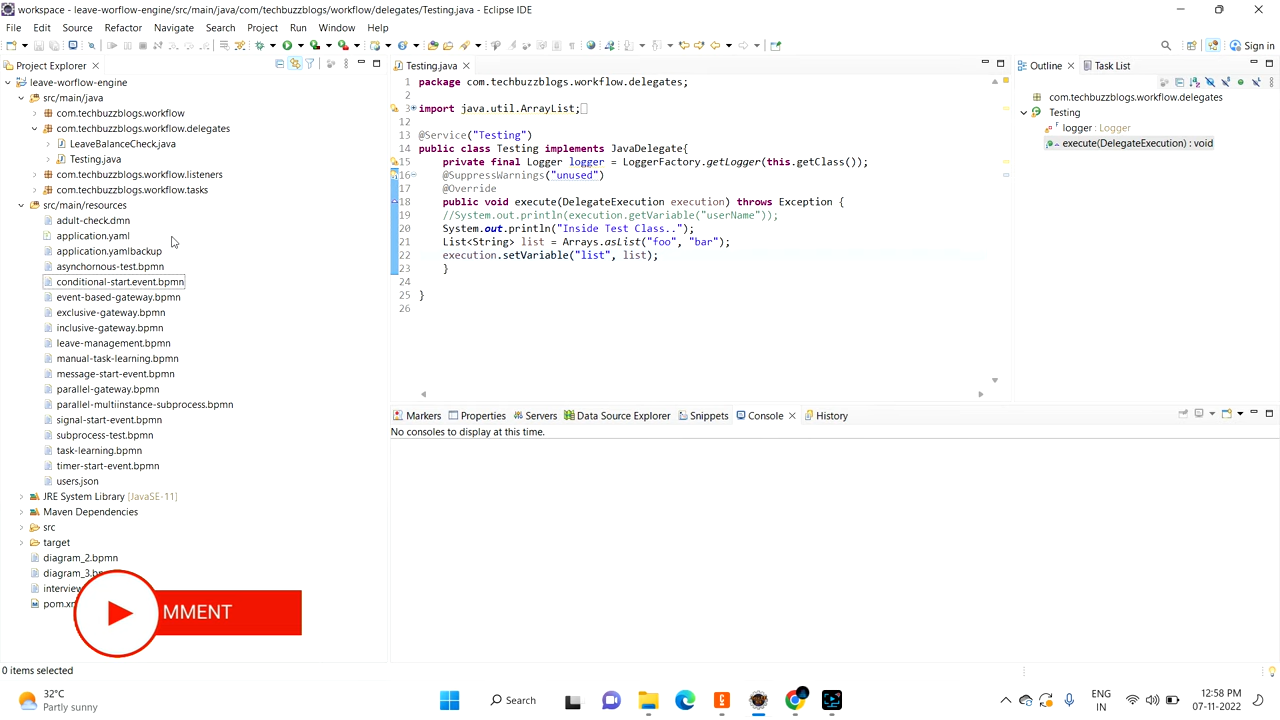 workspace - leave-worflow-engine/src/main/java/com/techbuzzblogs/workflow/delegates/Testing.java - Eclipse IDE
File Edit Source Refactor Navigate Search Project Run Window Help
Sign in
Project Explorer
leave-worflow-engine
src/main/java
com.techbuzzblogs.workflow
com.techbuzzblogs.workflow.delegates
LeaveBalanceCheck.java
Testing.java
com.techbuzzblogs.workflow.listeners
com.techbuzzblogs.workflow.tasks
src/main/resources
adult-check.dmn
application.yaml
application.yamlbackup
asynchornous-test.bpmn
conditional-start.event.bpmn
event-based-gateway.bpmn
exclusive-gateway.bpmn
inclusive-gateway.bpmn
leave-management.bpmn
manual-task-learning.bpmn
message-start-event.bpmn
parallel-gateway.bpmn
parallel-multiinstance-subprocess.bpmn
signal-start-event.bpmn
subprocess-test.bpmn
task-learning.bpmn
timer-start-event.bpmn
users.json
JRE System Library [JavaSE-11]
Maven Dependencies
src
target
diagram_2.bpmn
diagram_3.bp
interview
pom.x
MMENT
0 items selected
Testing.java
1 package com.techbuzzblogs.workflow.delegates;
2
3 import java.util.ArrayList;
12
13 @Service("Testing")
14 public class Testing implements JavaDelegate{
15 private final Logger logger = LoggerFactory.getLogger(this.getClass());
16 @SuppressWarnings("unused")
17 @Override
18 public void execute(DelegateExecution execution) throws Exception {
19 //System.out.println(execution.getVariable("userName"));
20 System.out.println("Inside Test Class..");
21 List<String> list = Arrays.asList("foo", "bar");
22 execution.setVariable("list", list);
23 }
24
25 }
26
Outline Task List
com.techbuzzblogs.workflow.delegates
Testing
logger : Logger
execute(DelegateExecution) : void
Markers Properties Servers Data Source Explorer Snippets Console History
No consoles to display at this time.
32°C
Partly sunny
Search
ENG
IN
12:58 PM
07-11-2022